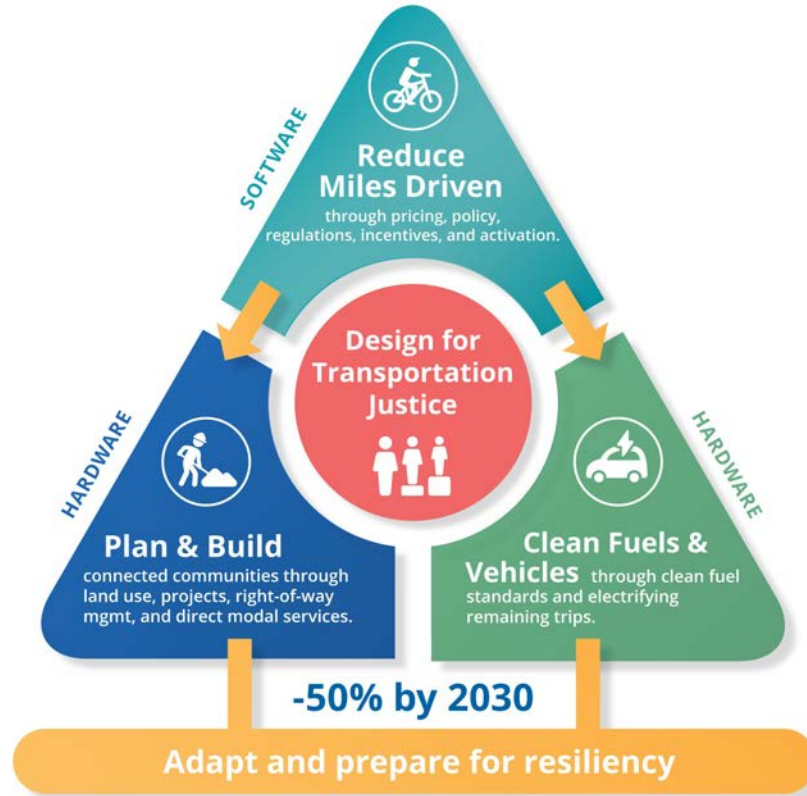 SOFTWARE
Reduce
Miles Driven
through pricing, policy,
regulations, incentives, and activation.
Design for
Transportation
Justice
HARDWARE
Plan & Build
connected communities through
land use, projects, right-of-way
mgmt, and direct modal services.
HARDWARE
Clean Fuels &
Vehicles through clean fuel
standards and electrifying
remaining trips.
-50% by 2030
Adapt and prepare for resiliency